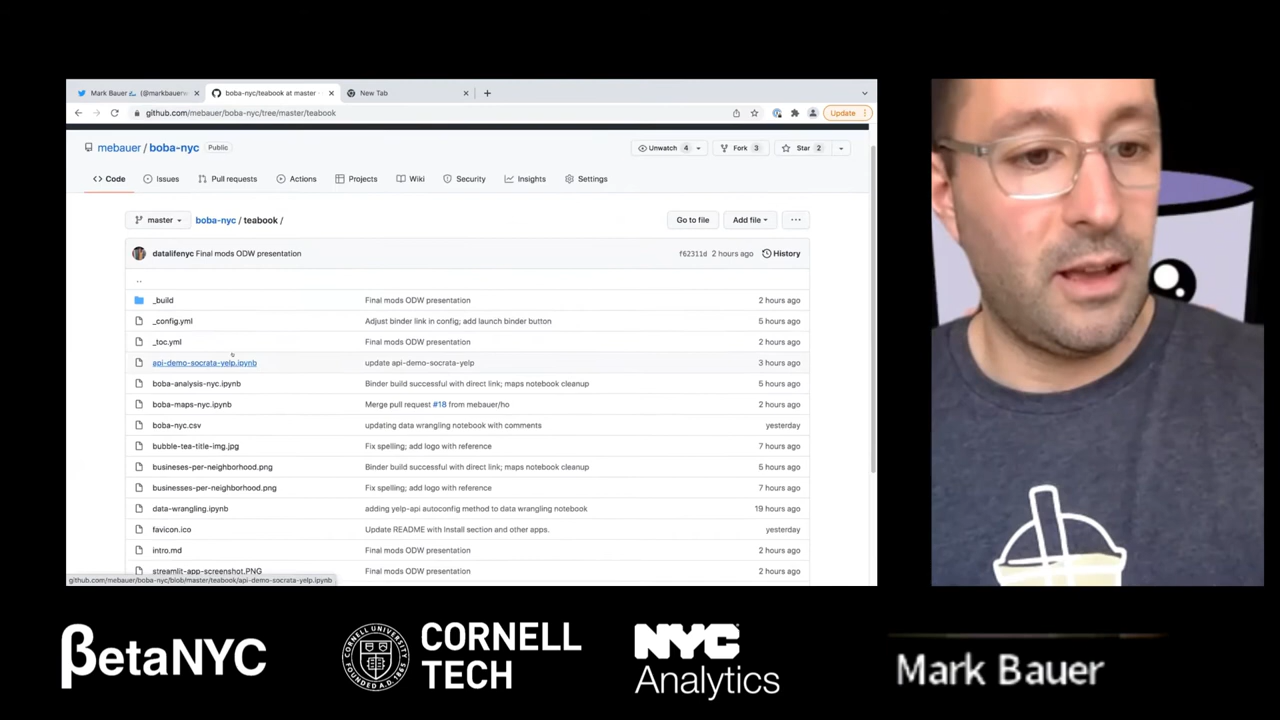 Mark Bauer (@markbauerw
boba-nyc/teabook at master ·
New Tab
github.com/mebauer/boba-nyc/tree/master/teabook
Update
mebauer / boba-nyc
Public
Unwatch 4
Fork 3
Star 2
Code
Issues
Pull requests
Actions
Projects
Wiki
Security
Insights
Settings
master
boba-nyc / teabook /
Go to file
Add file
...
datalifenyc Final mods ODW presentation
f62311d 2 hours ago
History
..
_build Final mods ODW presentation 2 hours ago
_config.yml Adjust binder link in config; add launch binder button 5 hours ago
_toc.yml Final mods ODW presentation 2 hours ago
api-demo-socrata-yelp.ipynb update api-demo-socrata-yelp 3 hours ago
boba-analysis-nyc.ipynb Binder build successful with direct link; maps notebook cleanup 5 hours ago
boba-maps-nyc.ipynb Merge pull request #18 from mebauer/ho 2 hours ago
boba-nyc.csv updating data wrangling notebook with comments yesterday
bubble-tea-title-img.jpg Fix spelling; add logo with reference 7 hours ago
busineses-per-neighborhood.png Binder build successful with direct link; maps notebook cleanup 5 hours ago
businesses-per-neighborhood.png Fix spelling; add logo with reference 7 hours ago
data-wrangling.ipynb adding yelp-api autoconfig method to data wrangling notebook 19 hours ago
favicon.ico Update README with Install section and other apps. yesterday
intro.md Final mods ODW presentation 2 hours ago
streamlit-app-screenshot.PNG Final mods ODW presentation 2 hours ago
github.com/mebauer/boba-nyc/blob/master/teabook/api-demo-socrata-yelp.ipynb
βetaNYC
CORNELL
TECH
NYC
Analytics
Mark Bauer